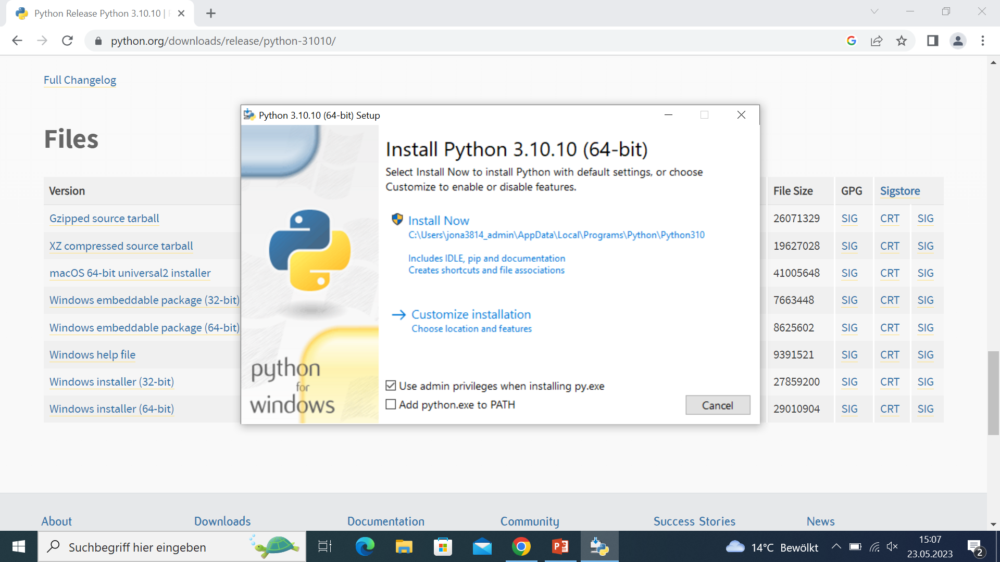 Python Release Python 3.10.10 |
python.org/downloads/release/python-31010/
Full Changelog
Files
Python 3.10.10 (64-bit) Setup
Install Python 3.10.10 (64-bit)
Select Install Now to install Python with default settings, or choose
Customize to enable or disable features.
Install Now
C:\Users\jona3814_admin\AppData\Local\Programs\Python\Python310
Includes IDLE, pip and documentation
Creates shortcuts and file associations
Customize installation
Choose location and features
Use admin privileges when installing py.exe
Add python.exe to PATH
Cancel
python
for
windows
Version File Size GPG Sigstore
Gzipped source tarball 26071329 SIG CRT SIG
XZ compressed source tarball 19627028 SIG CRT SIG
macOS 64-bit universal2 installer 41005648 SIG CRT SIG
Windows embeddable package (32-bit) 7663448 SIG CRT SIG
Windows embeddable package (64-bit) 8625602 SIG CRT SIG
Windows help file 9391521 SIG CRT SIG
Windows installer (32-bit) 27859200 SIG CRT SIG
Windows installer (64-bit) 29010904 SIG CRT SIG
About Downloads Documentation Community Success Stories News
Suchbegriff hier eingeben
14°C Bewölkt
15:07
23.05.2023
2